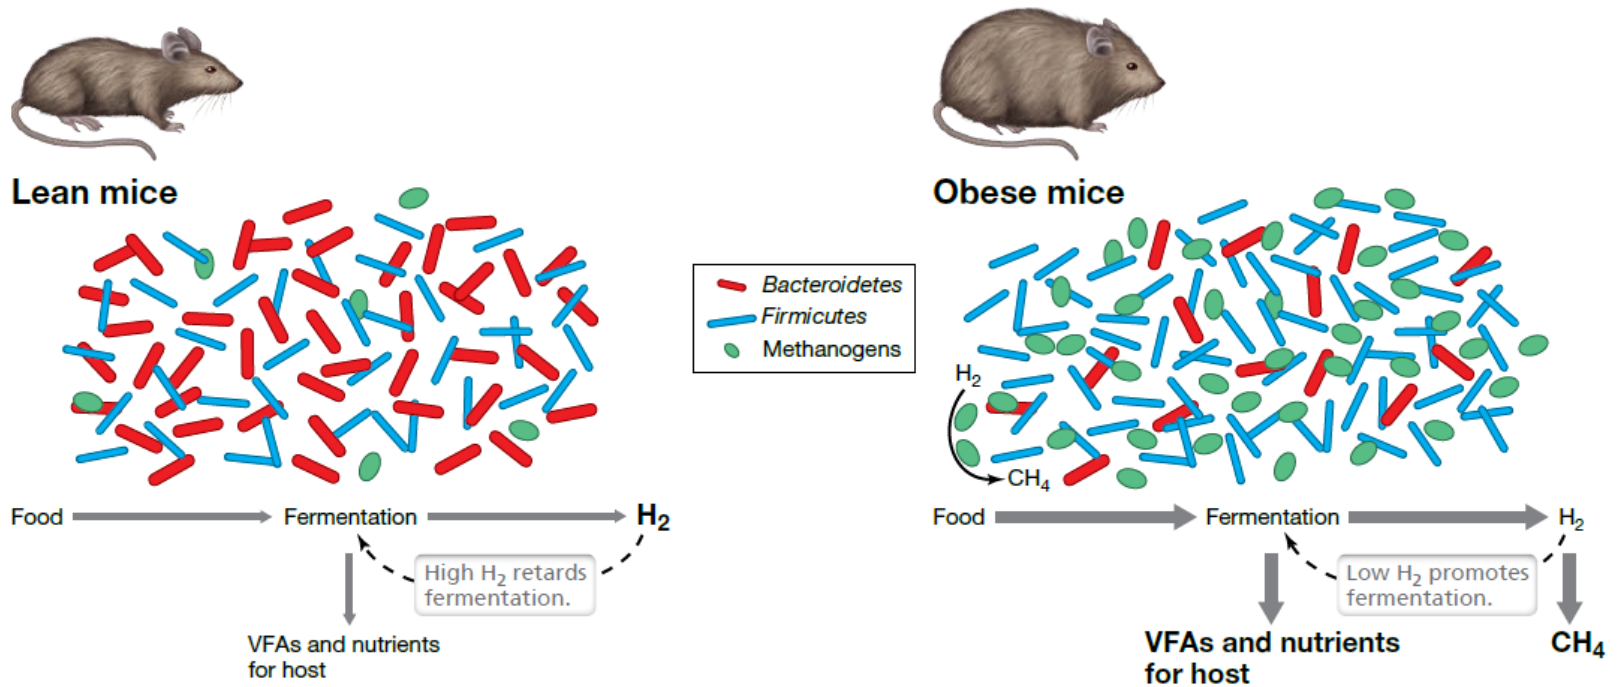 Lean mice
Food
Fermentation
H₂
High H₂ retards
fermentation.
VFAs and nutrients
for host
Bacteroidetes
Firmicutes
Methanogens
Obese mice
H₂
CH₄
Food
Fermentation
H₂
Low H₂ promotes
fermentation.
VFAs and nutrients
for host
CH₄